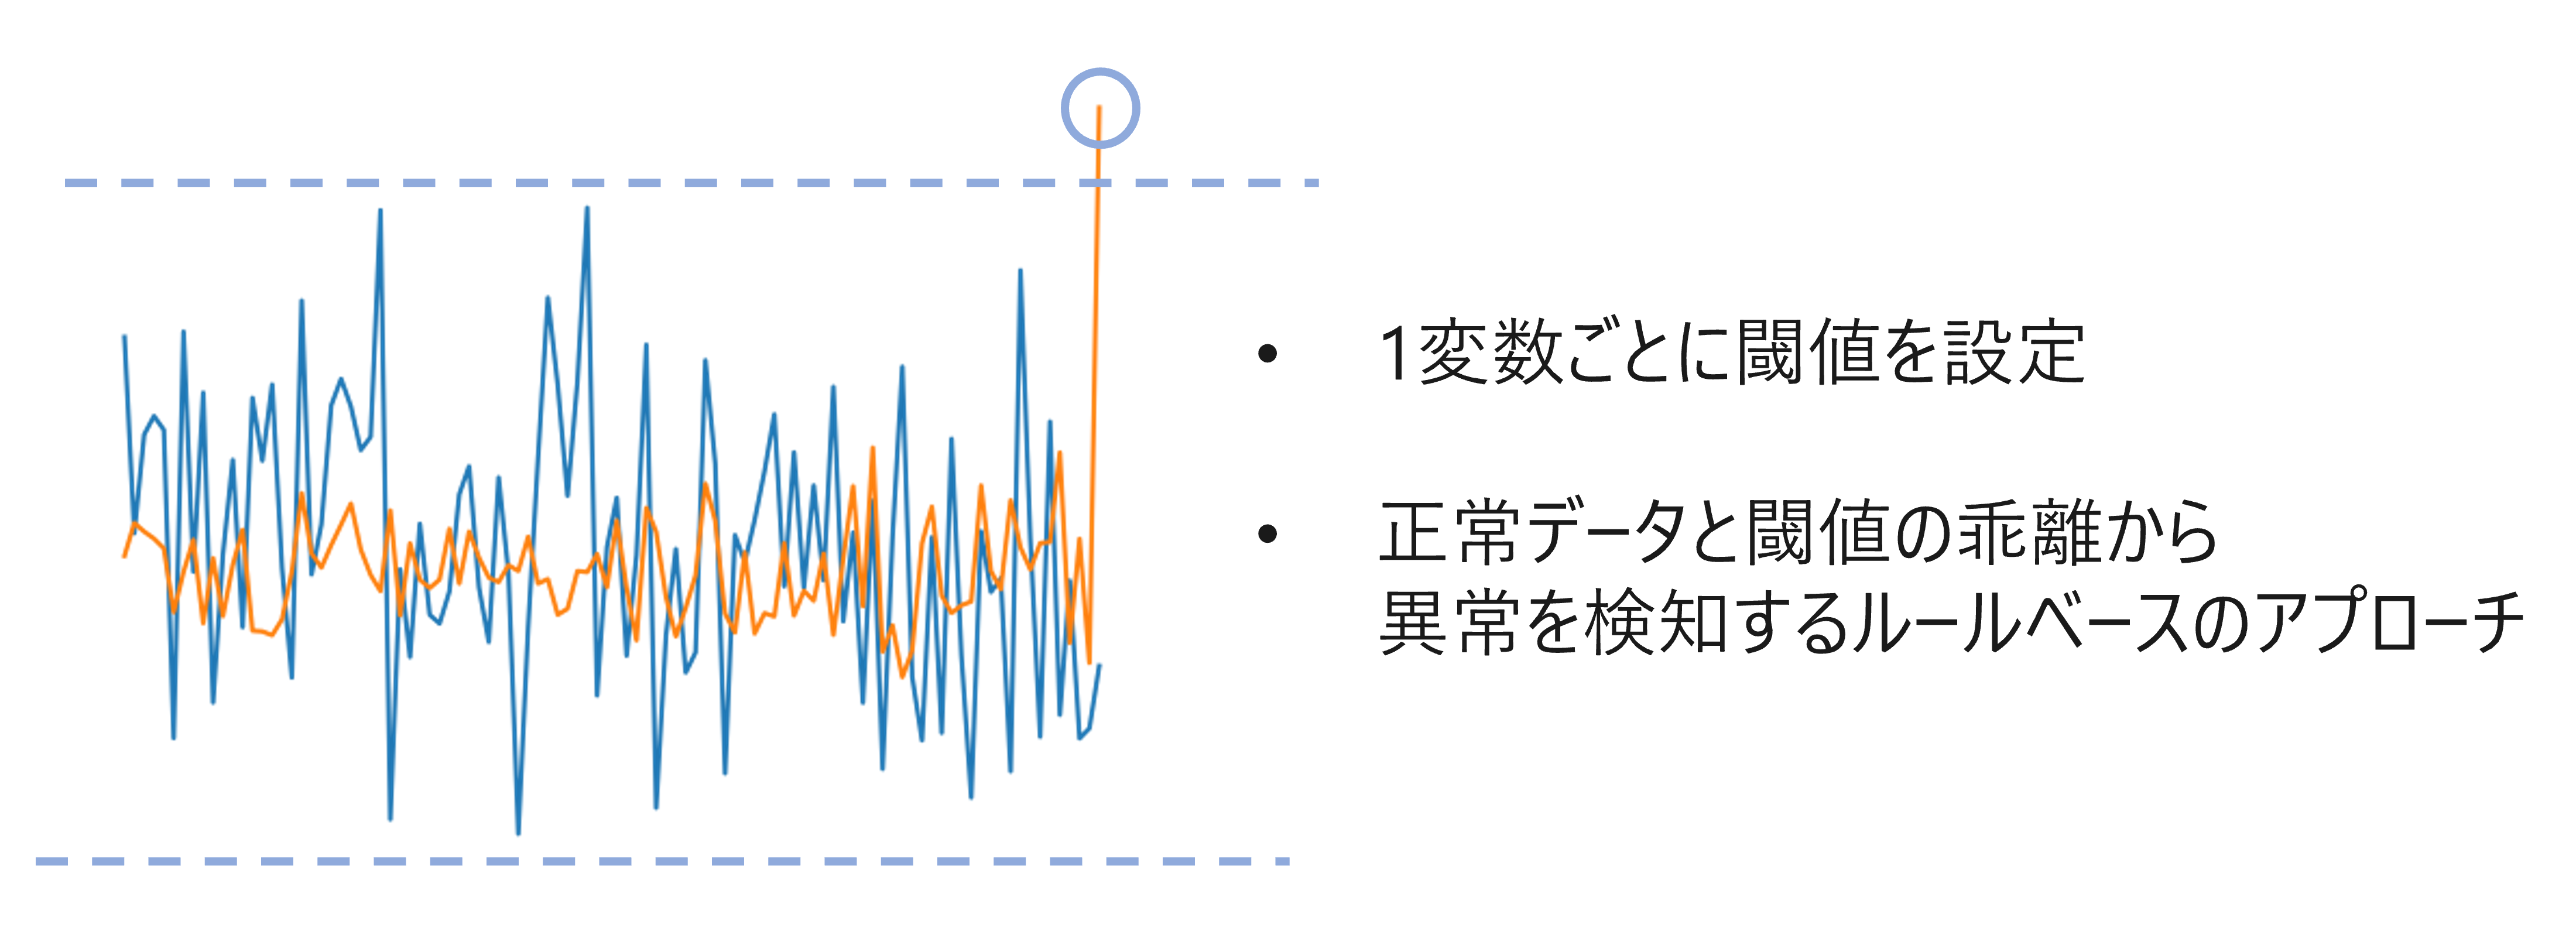 • 1変数ごとに閾値を設定
• 正常データと閾値の乖離から
異常を検知するルールベースのアプローチ